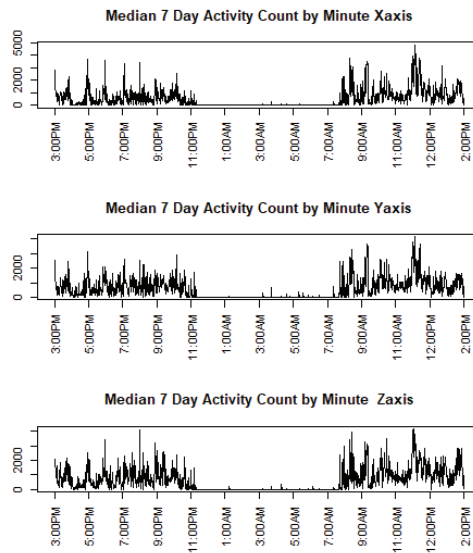 Median 7 Day Activity Count by Minute Xaxis
5000
2000
0
3:00PM
5:00PM
7:00PM
9:00PM
11:00PM
1:00AM
3:00AM
5:00AM
7:00AM
9:00AM
11:00AM
12:00PM
2:00PM
Median 7 Day Activity Count by Minute Yaxis
2000
0
3:00PM
5:00PM
7:00PM
9:00PM
11:00PM
1:00AM
3:00AM
5:00AM
7:00AM
9:00AM
11:00AM
12:00PM
2:00PM
Median 7 Day Activity Count by Minute Zaxis
2000
0
3:00PM
5:00PM
7:00PM
9:00PM
11:00PM
1:00AM
3:00AM
5:00AM
7:00AM
9:00AM
11:00AM
12:00PM
2:00PM